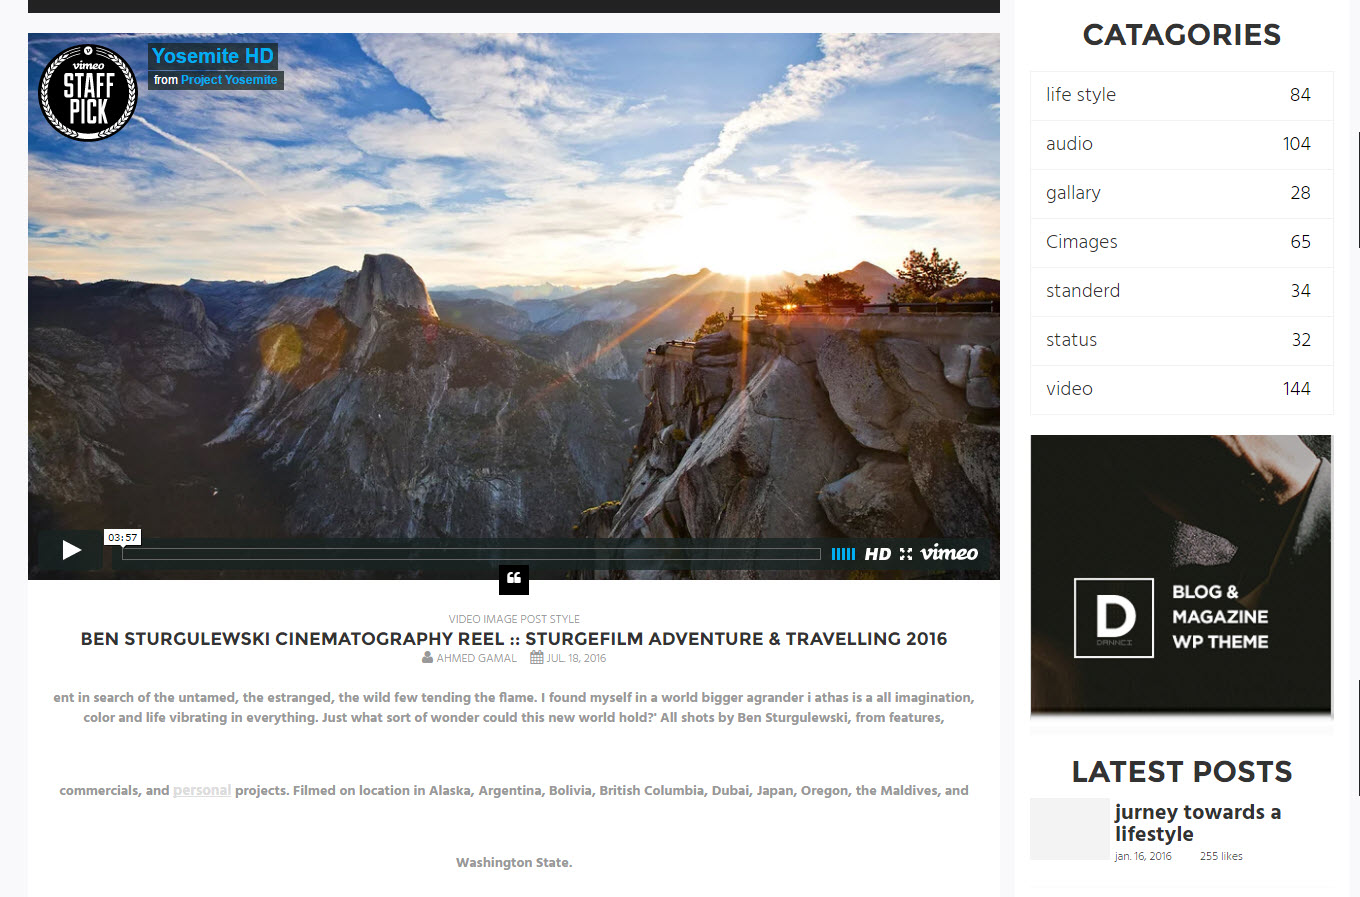 vimeo
STAFF
PICK
Yosemite HD
from Project Yosemite
03:57
HD
vimeo
VIDEO IMAGE POST STYLE
BEN STURGULEWSKI CINEMATOGRAPHY REEL :: STURGEFILM ADVENTURE & TRAVELLING 2016
AHMED GAMAL JUL. 18, 2016
ent in search of the untamed, the estranged, the wild few tending the flame. I found myself in a world bigger agrander i athas is a all imagination,
color and life vibrating in everything. Just what sort of wonder could this new world hold?' All shots by Ben Sturgulewski, from features,
commercials, and personal projects. Filmed on location in Alaska, Argentina, Bolivia, British Columbia, Dubai, Japan, Oregon, the Maldives, and
Washington State.
CATAGORIES
life style 84
audio 104
gallary 28
Cimages 65
standerd 34
status 32
video 144
D
DANNCI
BLOG &
MAGAZINE
WP THEME
LATEST POSTS
jurney towards a
lifestyle
jan. 16, 2016 255 likes